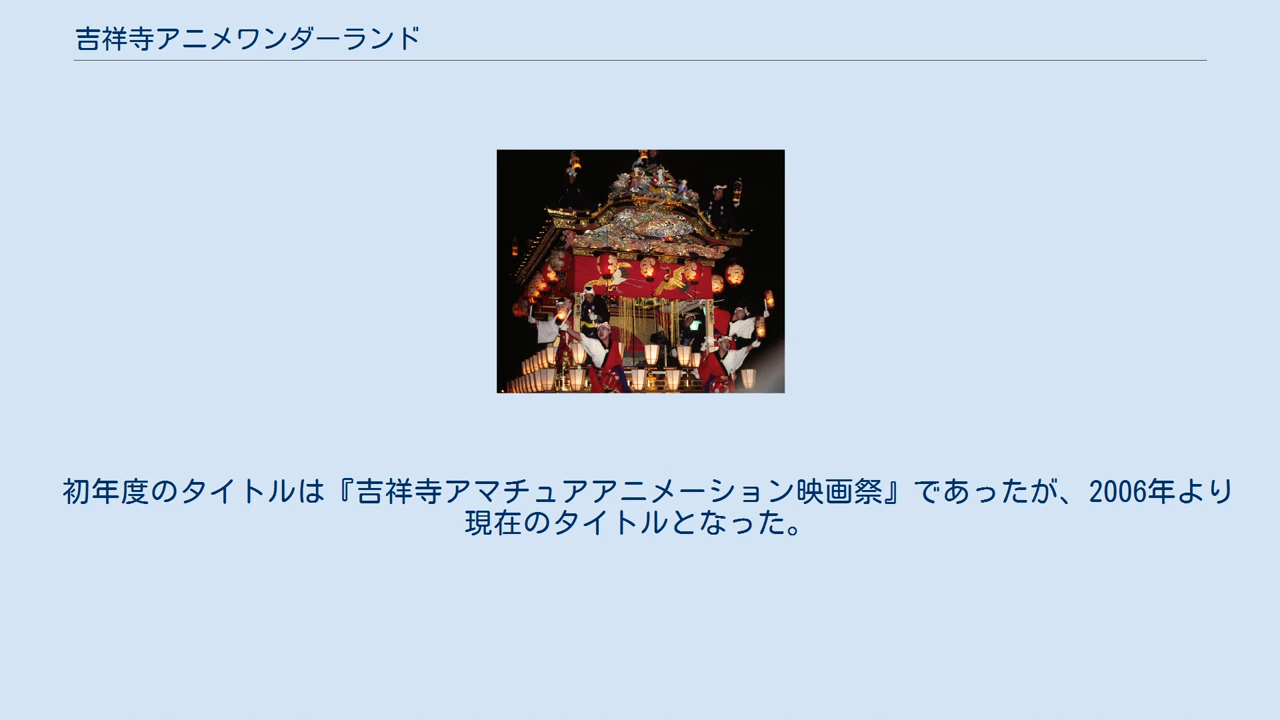 吉祥寺アニメワンダーランド
初年度のタイトルは『吉祥寺アマチュアアニメーション映画祭』であったが、2006年より
現在のタイトルとなった。